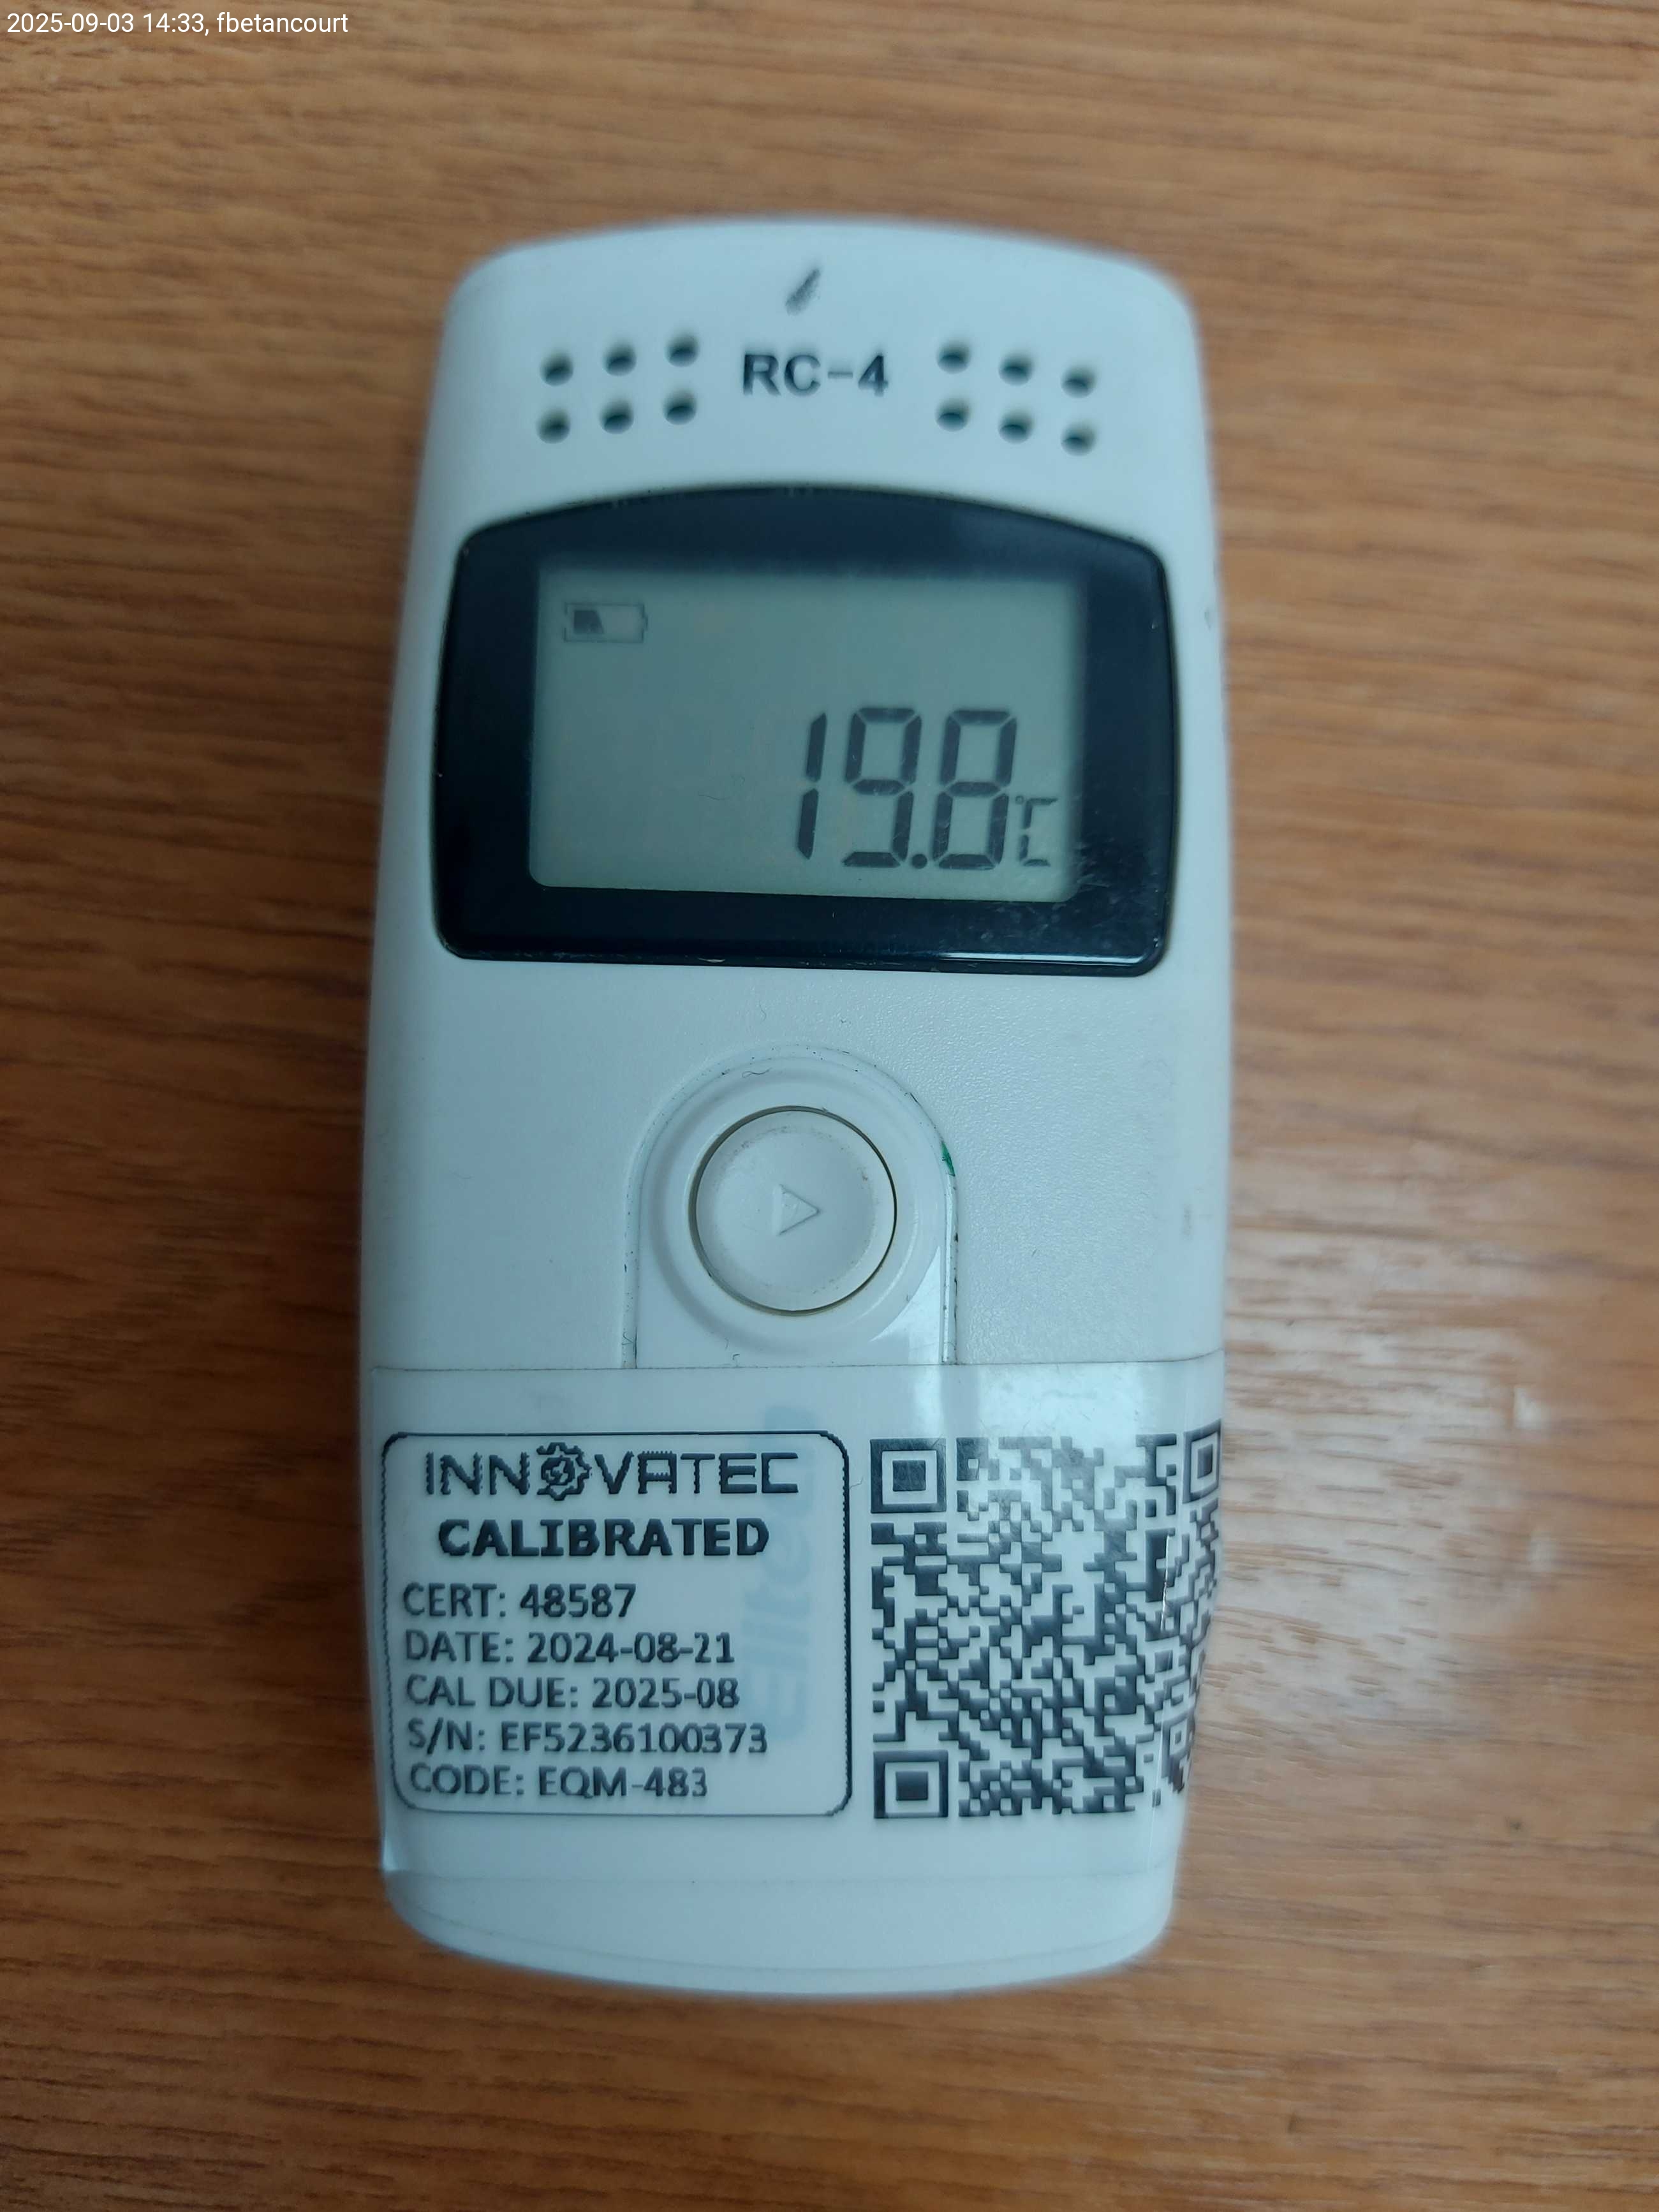 2025-09-03 14:33, fbetancourt
RC-4
19.8°C
INNOVATEC
CALIBRATED
CERT: 48587
DATE: 2024-08-21
CAL DUE: 2025-08
S/N: EF5236100373
CODE: EQM-483
Elitech